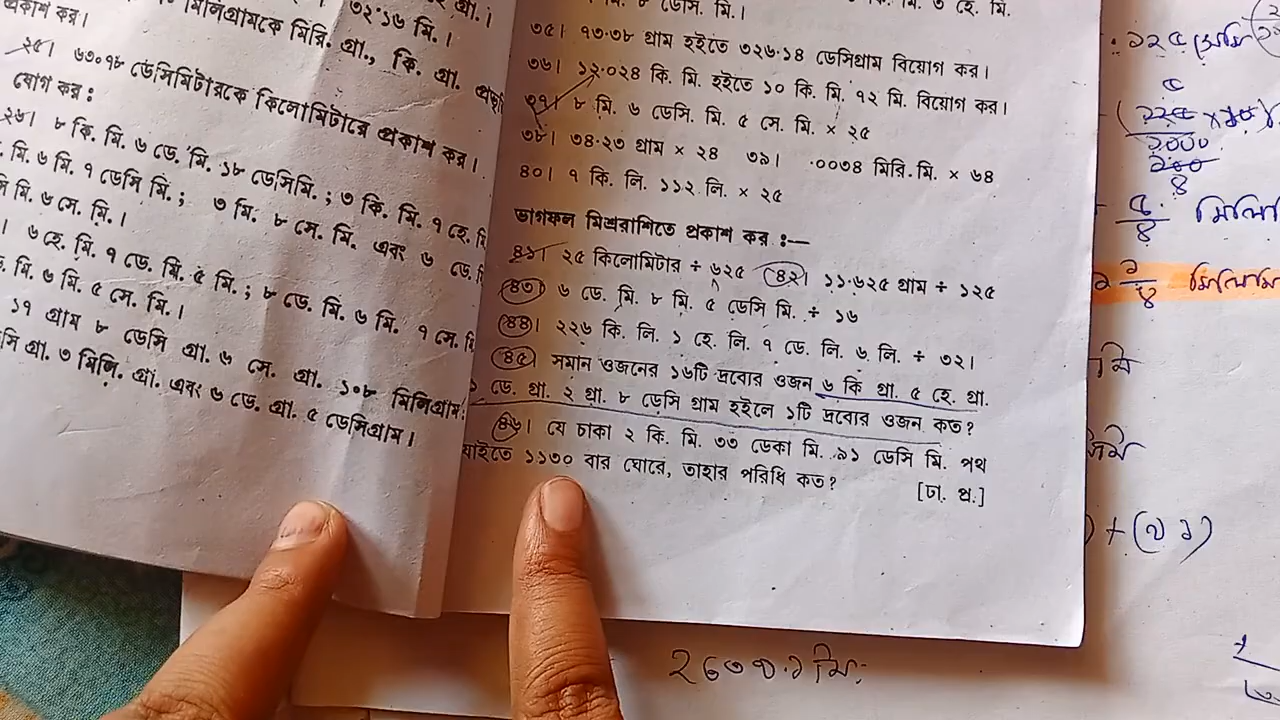 প্রকাশ কর।
মিলিগ্রামকে মিরি. গ্রা., কি. গ্রা.
৩২·১৬ মি.।
২৫। ৬৩·৭৮ ডেসিমিটারকে কিলোমিটারে প্রকাশ কর।
যোগ কর :
২৬। ৮ কি. মি. ৬ ডে. মি. ১৮ ডেসিমি. ; ৩ কি. মি. ৭ হে.
মি. ৬ মি. ৭ ডেসি মি. ; ৩ মি. ৮ সে. মি. এবং ৬ ডে.
মি. ৬ সে. মি.।
। ৬ হে. মি. ৭ ডে. মি. ৫ মি. ; ৮ ডে. মি. ৬ মি. ৭ সে.
মি. ৬ মি. ৫ সে. মি.।
১৭ গ্রাম ৮ ডেসি গ্রা. ৬ সে. গ্রা. ১০৮ মিলিগ্রাম
সি গ্রা. ৩ মিলি. গ্রা. এবং ৬ ডে. গ্রা. ৫ ডেসিগ্রাম।
৩৫। ৭৩·৩৮ গ্রাম হইতে ৩২৬·১৪ ডেসিগ্রাম বিয়োগ কর।
৩৬। ১২·০২৪ কি. মি. হইতে ১০ কি. মি. ৭২ মি. বিয়োগ কর।
৩৭। ৮ মি. ৬ ডেসি. মি. ৫ সে. মি. × ২৫
৩৮। ৩৪·২৩ গ্রাম × ২৪ ৩৯। ·০০৩৪ মিরি. মি. × ৬৪
৪০। ৭ কি. লি. ১১২ লি. × ২৫
ভাগফল মিশ্ররাশিতে প্রকাশ কর :—
৪১। ২৫ কিলোমিটার ÷ ৬২৫ ৪২। ১১·৬২৫ গ্রাম ÷ ১২৫
৪৩। ৬ ডে. মি. ৮ মি. ৫ ডেসি মি. ÷ ১৬
৪৪। ২২৬ কি. লি. ১ হে. লি. ৭ ডে. লি. ৬ লি. ÷ ৩২।
৪৫। সমান ওজনের ১৬টি দ্রব্যের ওজন ৬ কি গ্রা. ৫ হে. গ্রা.
ডে. গ্রা. ২ গ্রা. ৮ ডেসি গ্রাম হইলে ১টি দ্রব্যের ওজন কত?
৪৬। যে চাকা ২ কি. মি. ৩৩ ডেকা মি. ৯১ ডেসি মি. পথ
যাইতে ১১৩০ বার ঘোরে, তাহার পরিধি কত? [ঢা. প্র.]